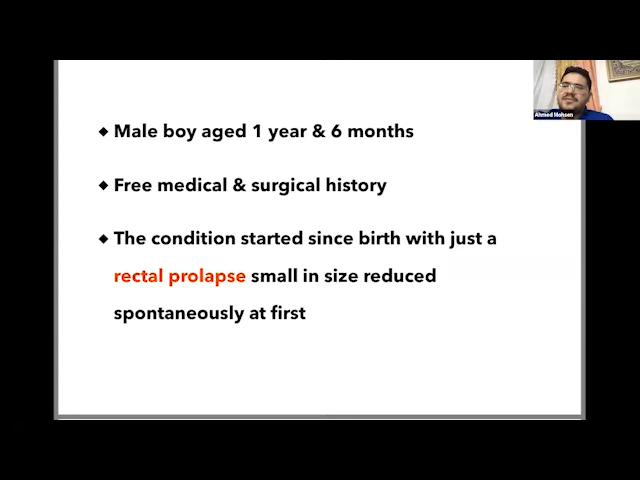 Ahmed Mohsen
◆ Male boy aged 1 year & 6 months
◆ Free medical & surgical history
◆ The condition started since birth with just a
rectal prolapse small in size reduced
spontaneously at first